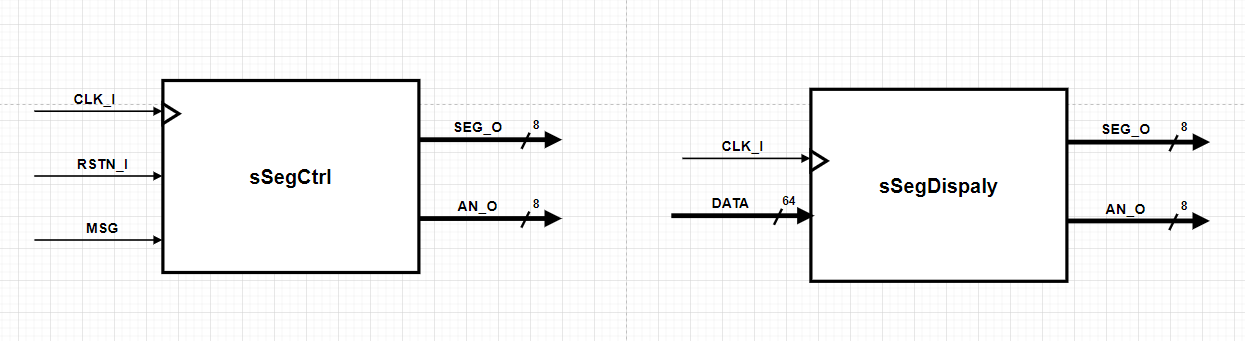 CLK_I
RSTN_I
MSG
sSegCtrl
SEG_O
8
AN_O
8
CLK_I
DATA
64
sSegDispaly
SEG_O
8
AN_O
8